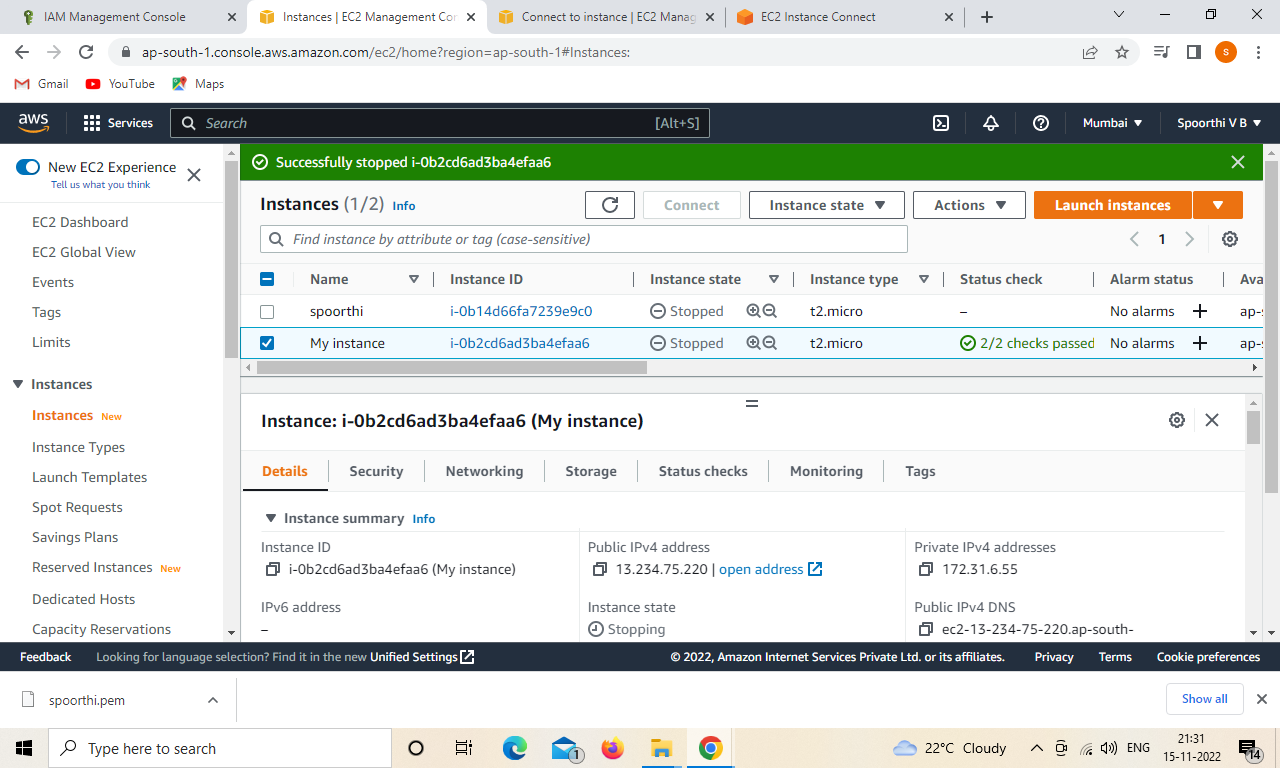 IAM Management Console
Instances | EC2 Management Con
Connect to instance | EC2 Manag
EC2 Instance Connect
ap-south-1.console.aws.amazon.com/ec2/home?region=ap-south-1#Instances:
s
Gmail YouTube Maps
aws Services Search [Alt+S] Mumbai Spoorthi V B
New EC2 Experience
Tell us what you think
EC2 Dashboard
EC2 Global View
Events
Tags
Limits
Instances
Instances New
Instance Types
Launch Templates
Spot Requests
Savings Plans
Reserved Instances New
Dedicated Hosts
Capacity Reservations
Successfully stopped i-0b2cd6ad3ba4efaa6
Instances (1/2) Info Connect Instance state Actions Launch instances
Find instance by attribute or tag (case-sensitive) 1
Name Instance ID Instance state Instance type Status check Alarm status Ava
spoorthi i-0b14d66fa7239e9c0 Stopped t2.micro – No alarms + ap-s
My instance i-0b2cd6ad3ba4efaa6 Stopped t2.micro 2/2 checks passed No alarms + ap-s
Instance: i-0b2cd6ad3ba4efaa6 (My instance)
Details Security Networking Storage Status checks Monitoring Tags
Instance summary Info
Instance ID Public IPv4 address Private IPv4 addresses
i-0b2cd6ad3ba4efaa6 (My instance) 13.234.75.220 | open address 172.31.6.55
IPv6 address Instance state Public IPv4 DNS
– Stopping ec2-13-234-75-220.ap-south-
Feedback Looking for language selection? Find it in the new Unified Settings © 2022, Amazon Internet Services Private Ltd. or its affiliates. Privacy Terms Cookie preferences
spoorthi.pem Show all
Type here to search 1 22°C Cloudy ENG 21:31
15-11-2022 14